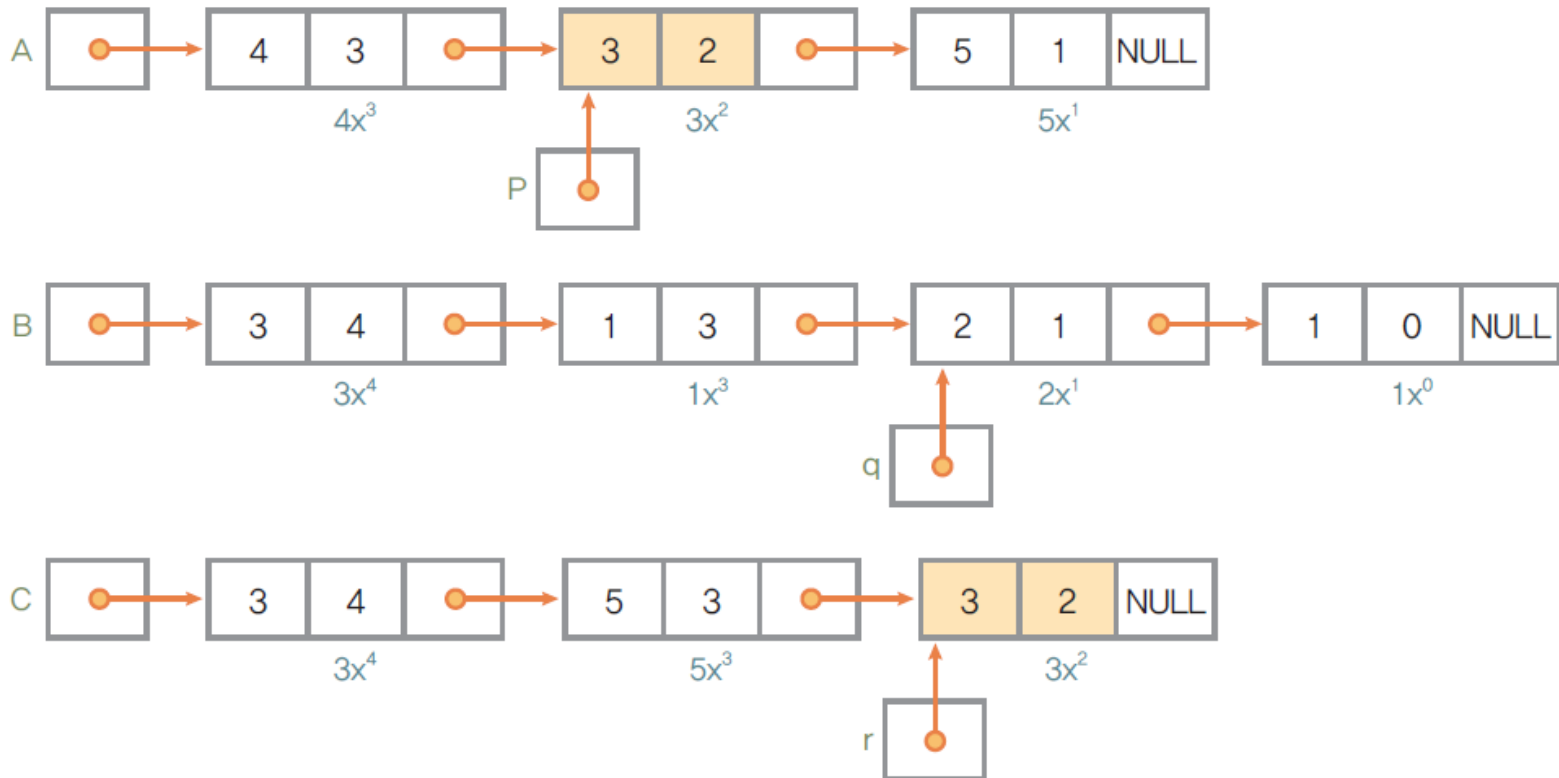 A 4 3 3 2 5 1 NULL
4x³ 3x² 5x¹
P
B 3 4 1 3 2 1 1 0 NULL
3x⁴ 1x³ 2x¹ 1x⁰
q
C 3 4 5 3 3 2 NULL
3x⁴ 5x³ 3x²
r